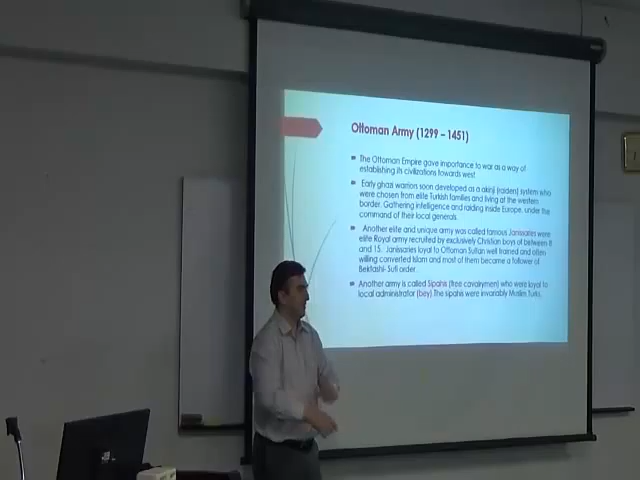 Ottoman Army (1299 – 1451)
The Ottoman Empire gave importance to war as a way of
establishing its civilizations towards west.
Early ghazi warriors soon developed as a akinji (raiders) system who
were chosen from elite Turkish families and living at the western
border. Gathering intelligence and raiding inside Europe, under the
command of their local generals.
Another elite and unique army was called famous Janissaries were
elite Royal army recruited by exclusively Christian boys of between 8
and 15. Janissaries loyal to Ottoman Sultan well trained and often
willing converted Islam and most of them became a follower of
Bektashi- Sufi order.
Another army is called Sipahis (free cavalrymen) who were loyal to
local administrator (bey) The sipahis were invariably Muslim Turks.